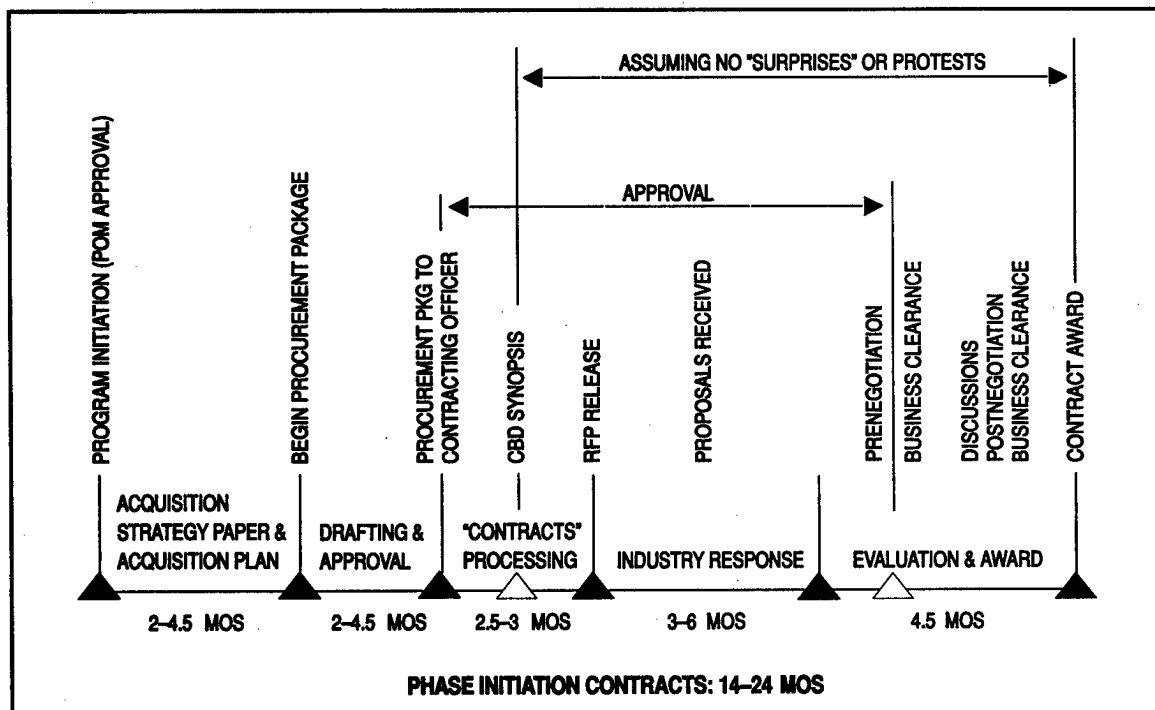 ASSUMING NO "SURPRISES" OR PROTESTS
APPROVAL
PROGRAM INITIATION (POM APPROVAL)
BEGIN PROCUREMENT PACKAGE
PROCUREMENT PKG TO
CONTRACTING OFFICER
CBD SYNOPSIS
RFP RELEASE
PROPOSALS RECEIVED
PRENEGOTIATION
BUSINESS CLEARANCE
DISCUSSIONS
POSTNEGOTIATION
BUSINESS CLEARANCE
CONTRACT AWARD
ACQUISITION
STRATEGY PAPER &
ACQUISITION PLAN
DRAFTING &
APPROVAL
"CONTRACTS"
PROCESSING
INDUSTRY RESPONSE
EVALUATION & AWARD
2–4.5 MOS
2–4.5 MOS
2.5–3 MOS
3–6 MOS
4.5 MOS
PHASE INITIATION CONTRACTS: 14–24 MOS